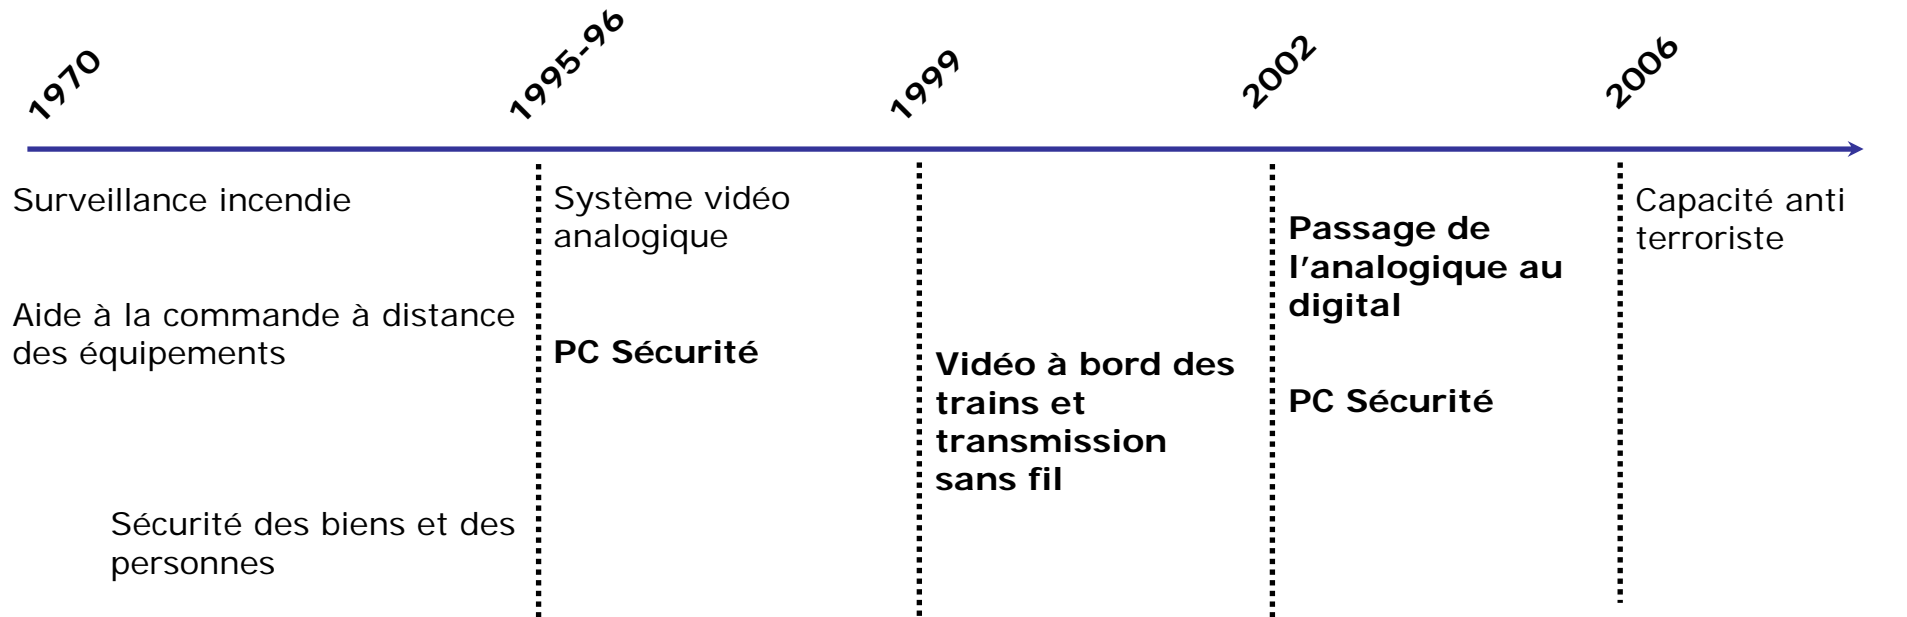 1970
1995-96
1999
2002
2006
Surveillance incendie
Aide à la commande à distance
des équipements
Sécurité des biens et des
personnes
Système vidéo
analogique
PC Sécurité
Vidéo à bord des
trains et
transmission
sans fil
Passage de
l’analogique au
digital
PC Sécurité
Capacité anti
terroriste